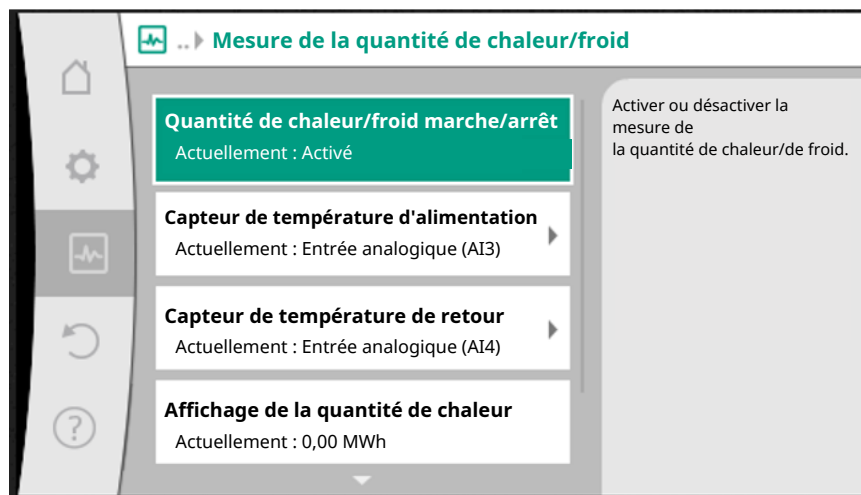 .. Mesure de la quantité de chaleur/froid
Quantité de chaleur/froid marche/arrêt
Actuellement : Activé
Capteur de température d'alimentation
Actuellement : Entrée analogique (AI3)
Capteur de température de retour
Actuellement : Entrée analogique (AI4)
Affichage de la quantité de chaleur
Actuellement : 0,00 MWh
Activer ou désactiver la
mesure de
la quantité de chaleur/de froid.
?